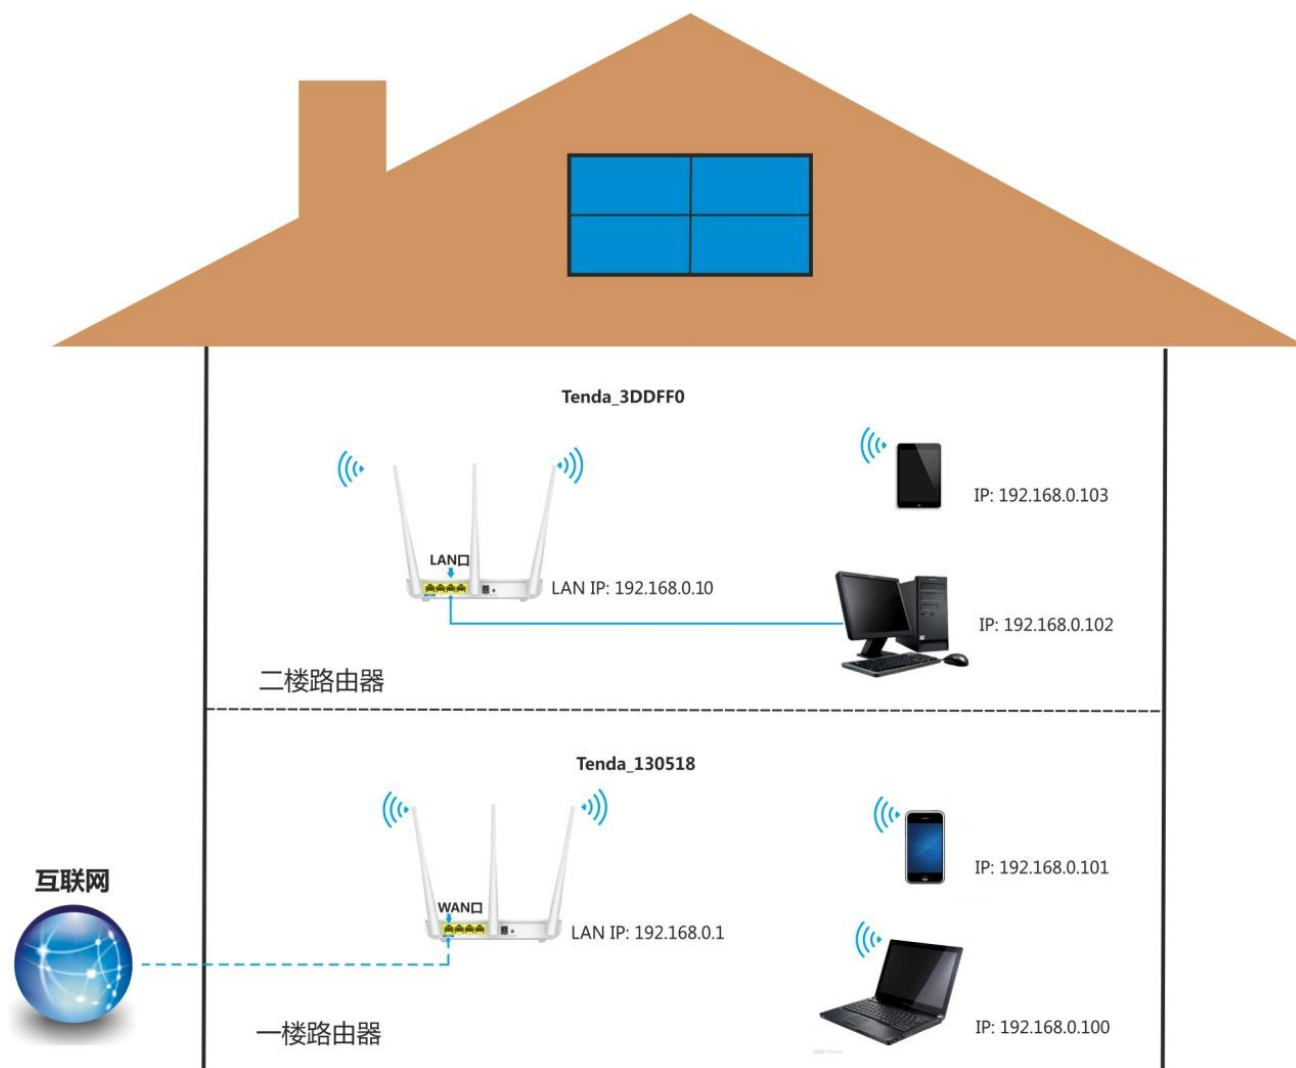 Tenda_3DDFF0
IP: 192.168.0.103
LAN口
LAN IP: 192.168.0.10
IP: 192.168.0.102
二楼路由器
Tenda_130518
IP: 192.168.0.101
互联网
WAN口
LAN IP: 192.168.0.1
IP: 192.168.0.100
一楼路由器